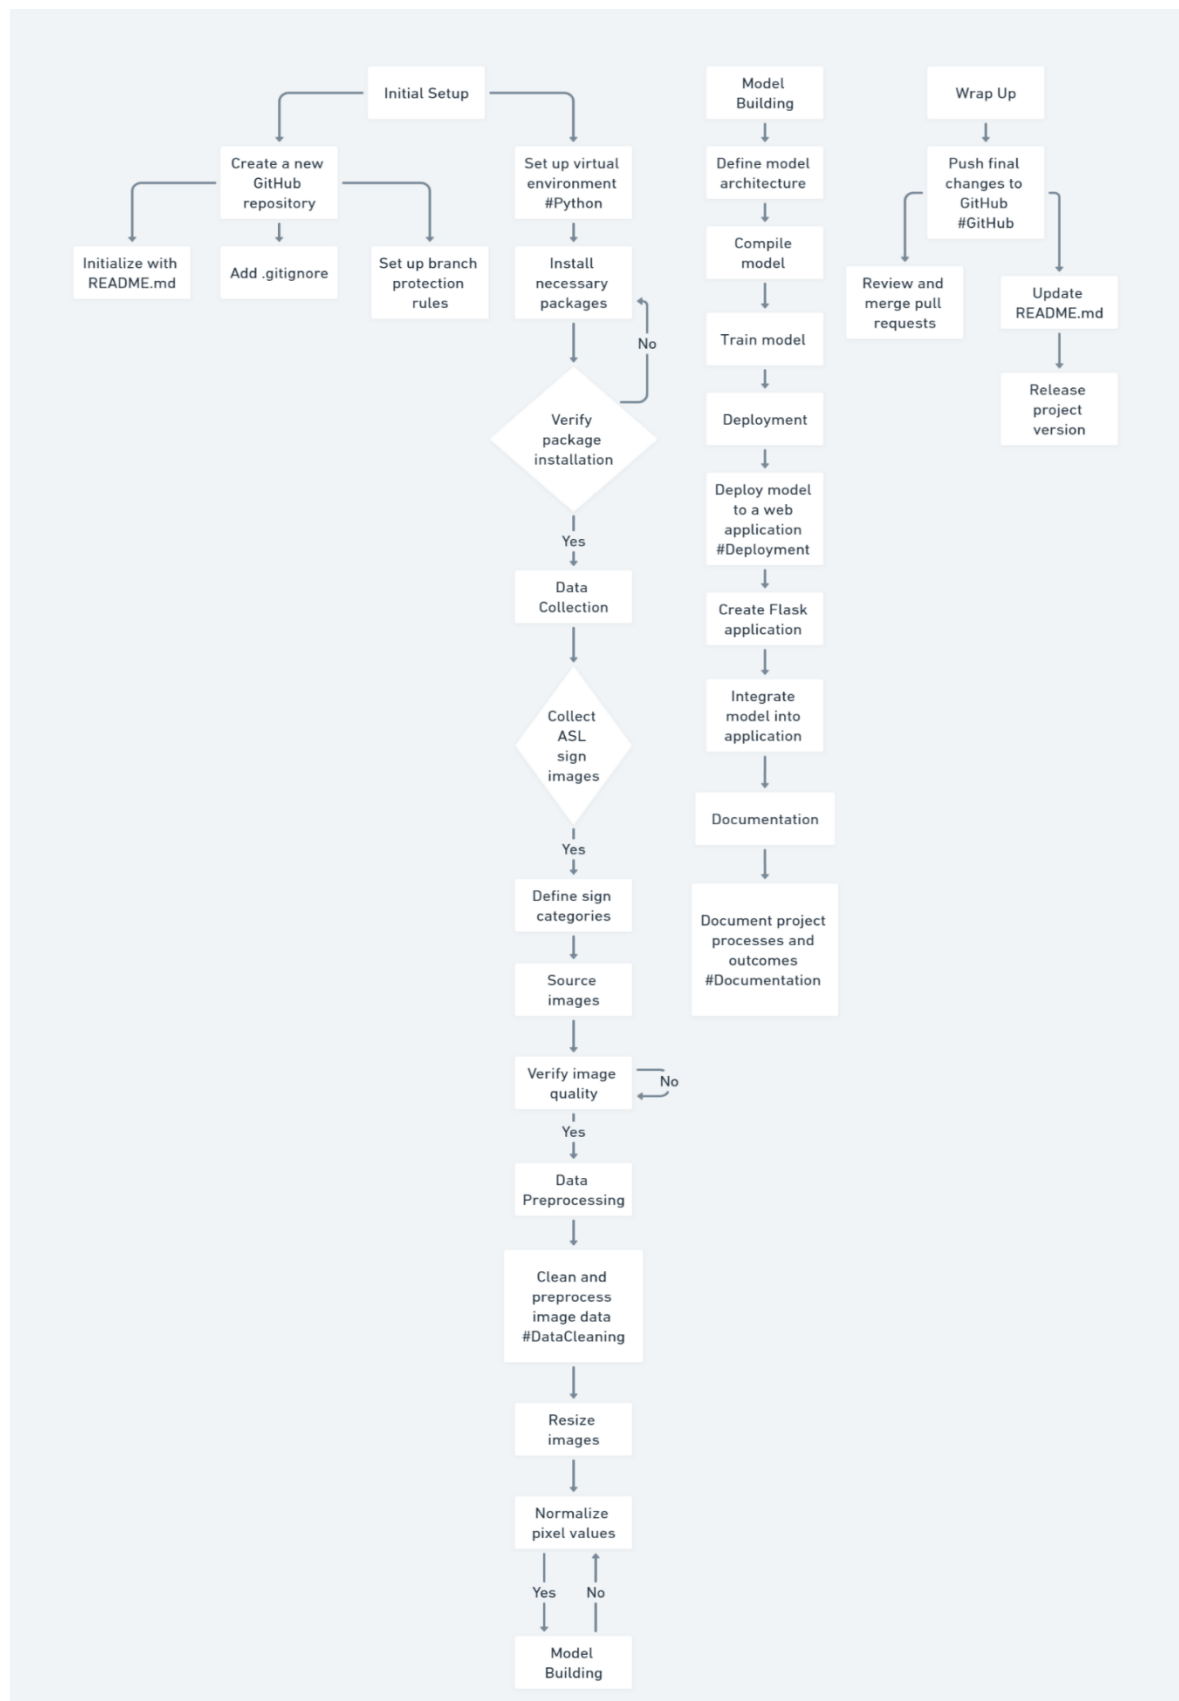 Initial Setup
Create a new
GitHub
repository
Initialize with
README.md
Add .gitignore
Set up branch
protection
rules
Set up virtual
environment
#Python
Install
necessary
packages
No
Verify
package
installation
Yes
Data
Collection
Collect
ASL
sign
images
Yes
Define sign
categories
Source
images
Verify image
quality
No
Yes
Data
Preprocessing
Clean and
preprocess
image data
#DataCleaning
Resize
images
Normalize
pixel values
Yes
No
Model
Building
Model
Building
Define model
architecture
Compile
model
Train model
Deployment
Deploy model
to a web
application
#Deployment
Create Flask
application
Integrate
model into
application
Documentation
Document project
processes and
outcomes
#Documentation
Wrap Up
Push final
changes to
GitHub
#GitHub
Review and
merge pull
requests
Update
README.md
Release
project
version